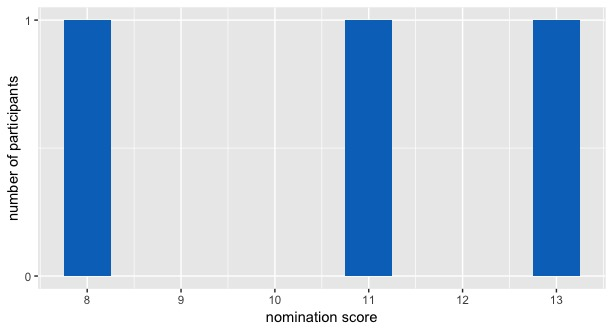 1
number of participants
0
8 9 10 11 12 13
nomination score